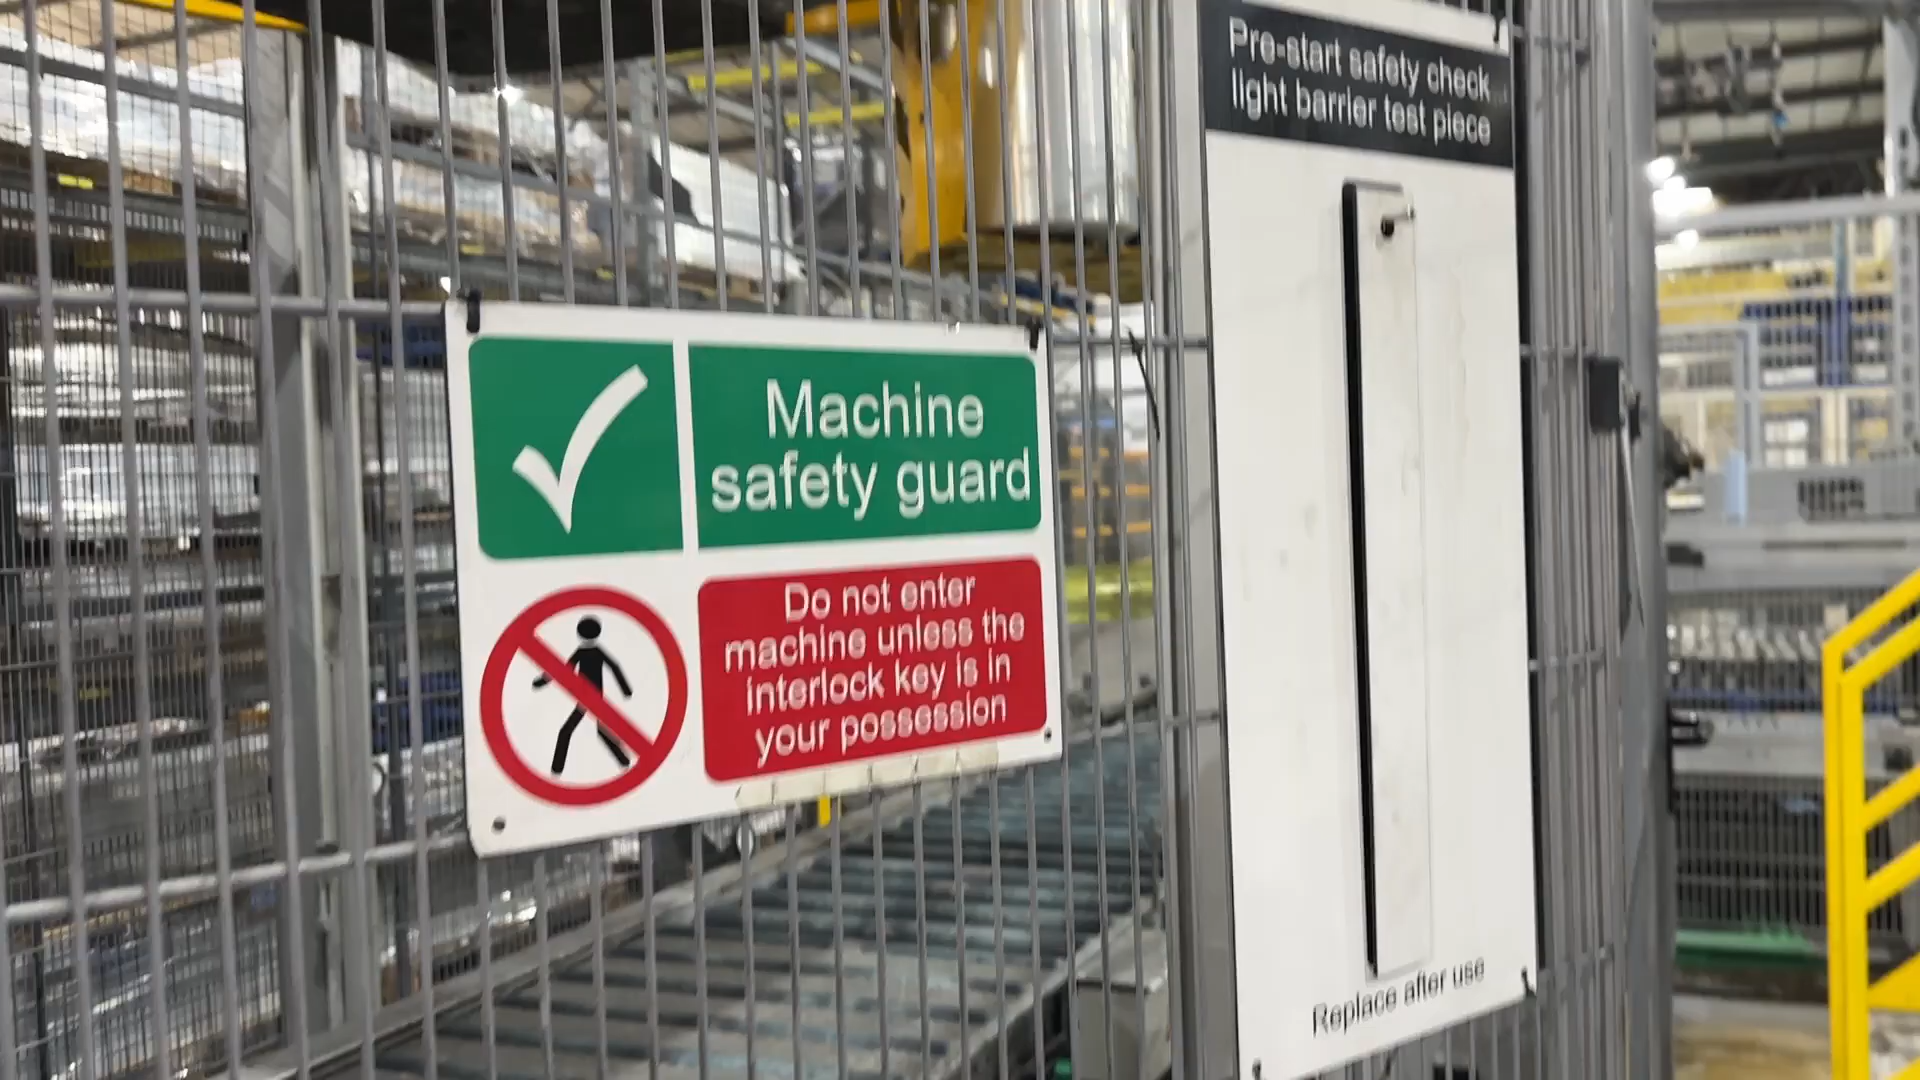 Machine
safety guard
Do not enter
machine unless the
interlock key is in
your possession
Pre-start safety check
light barrier test piece
Replace after use